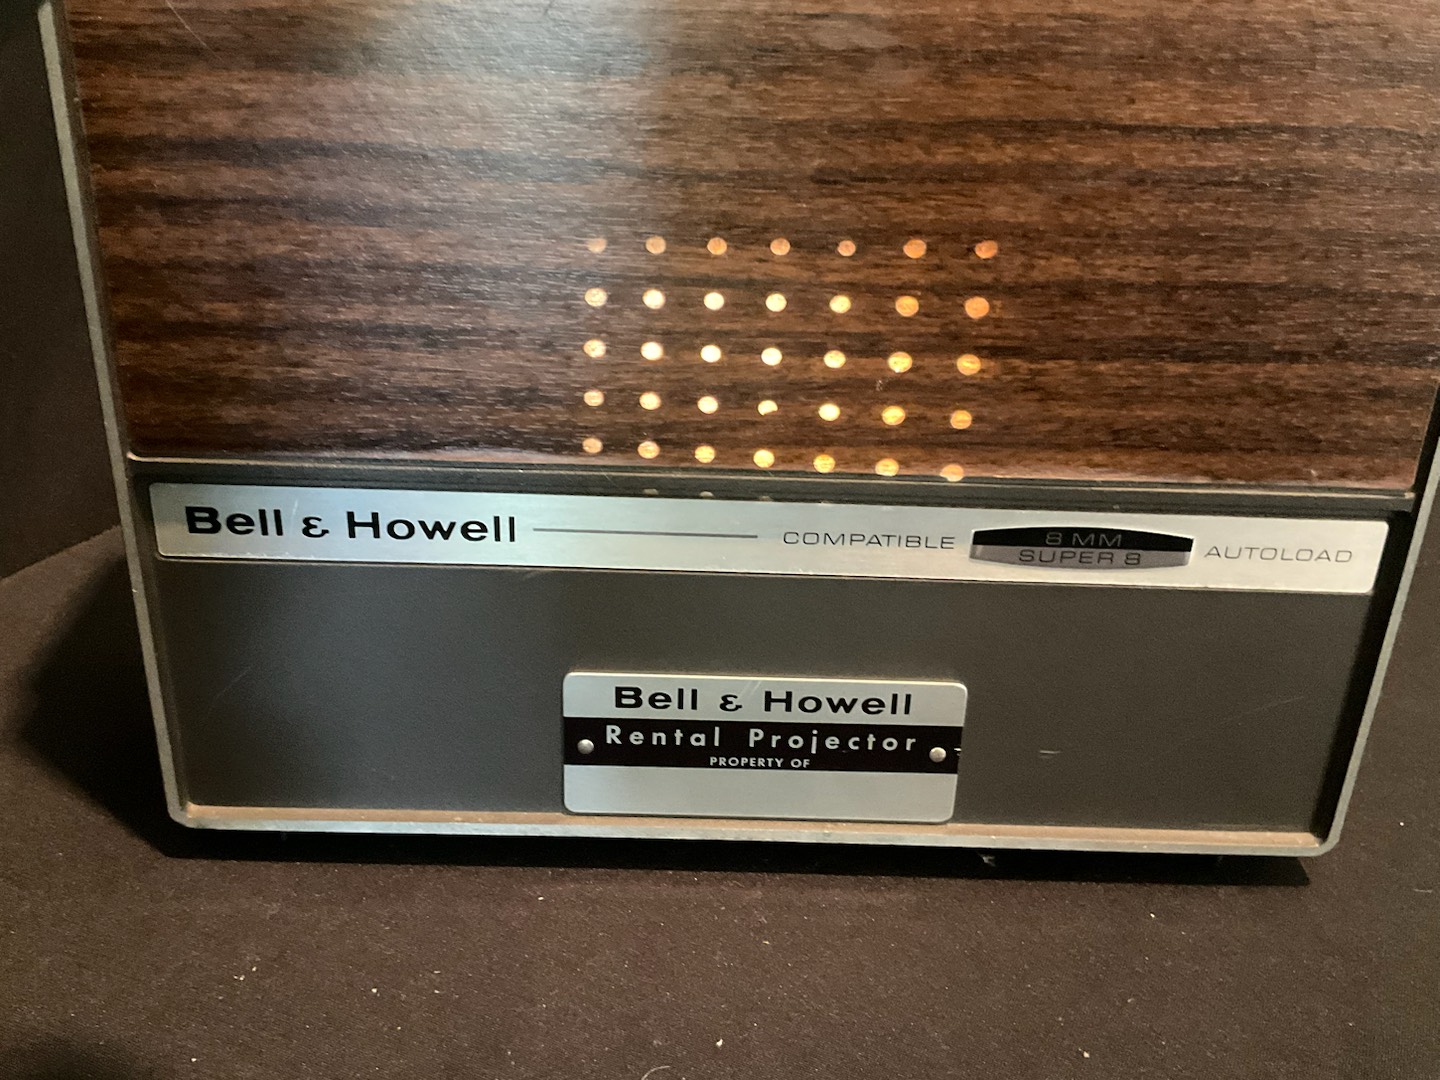 Bell & Howell COMPATIBLE 8 MM AUTOLOAD
SUPER 8
Bell & Howell
Rental Projector
PROPERTY OF